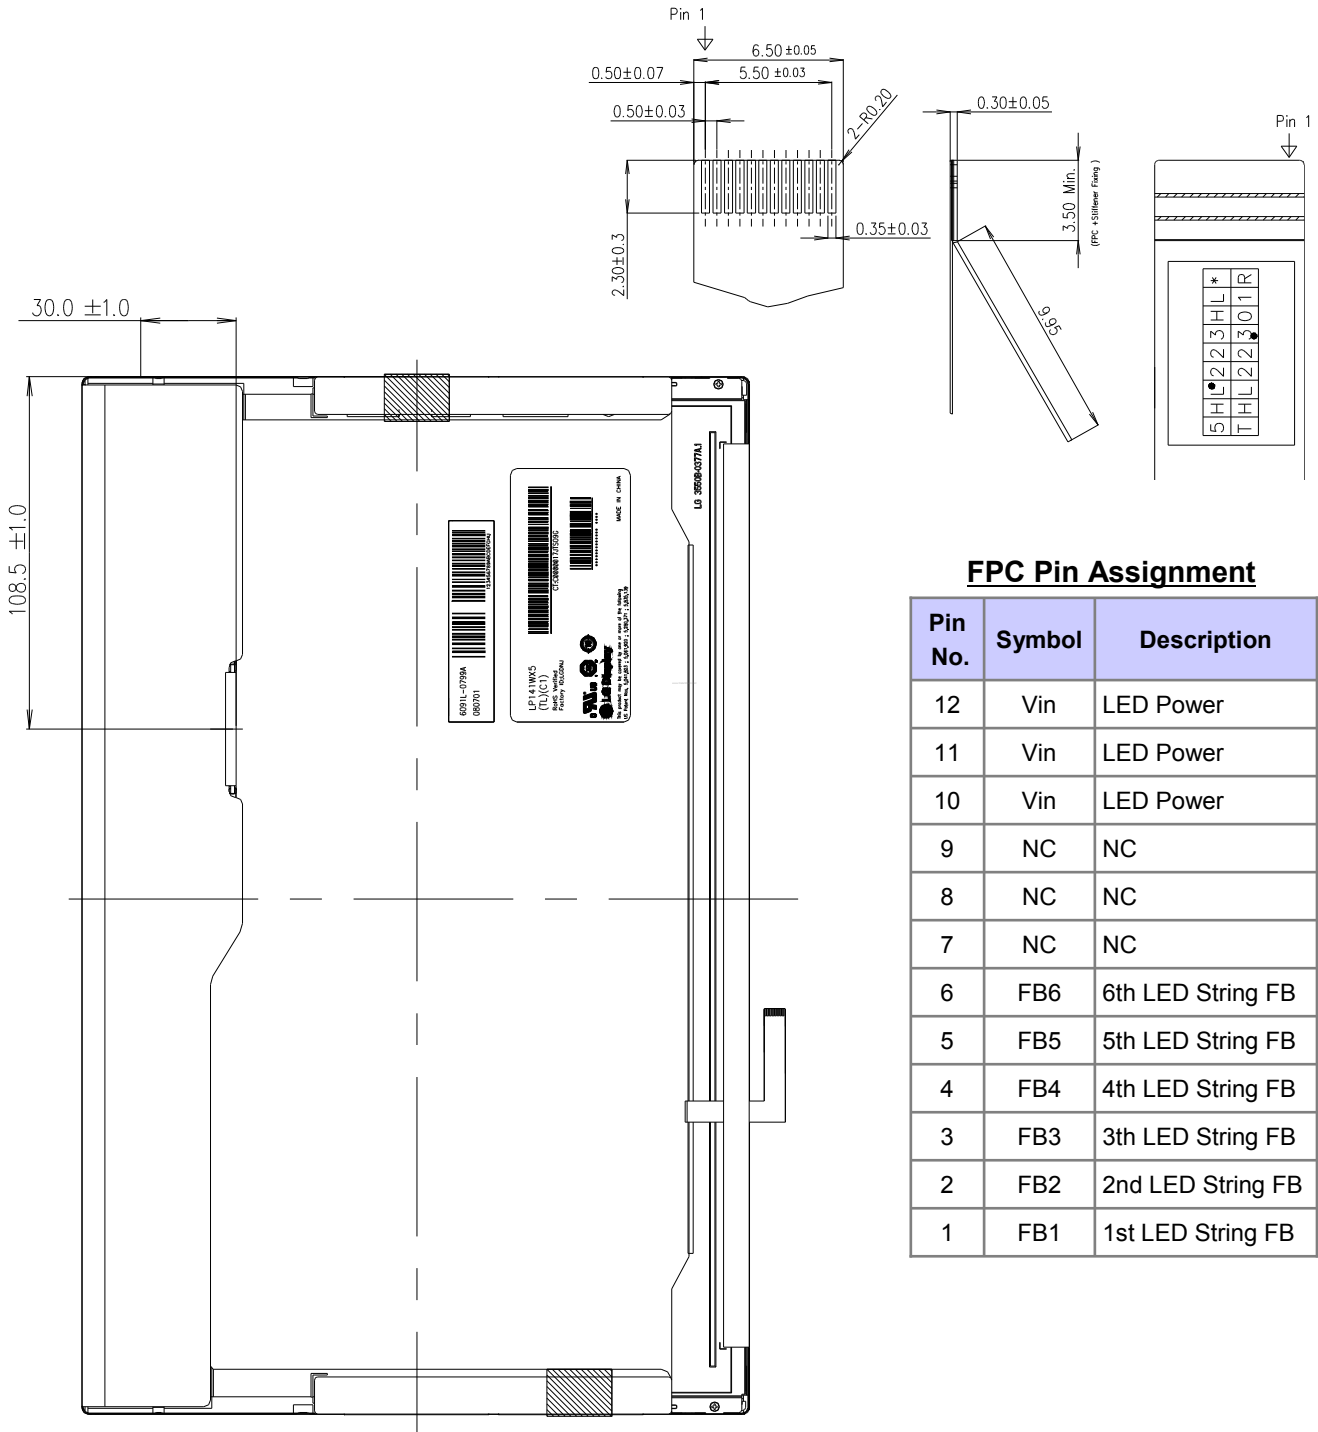 Pin 1
6.50 ±0.05
0.50±0.07
5.50 ±0.03
0.50±0.03
2-R0.20
2.30±0.3
0.35±0.03
0.30±0.05
3.50 Min.
(FPC +Stiffener Fixing )
9.95
Pin 1
5HL223HL*
THL22301R
30.0 ±1.0
108.5 ±1.0
LG 3550B-0377A.1
MADE IN CHINA
LP141WX5
(TL)(C1)
RoHS Verified
LG Display
6091L-0799A
080701
FPC Pin Assignment
Pin No. Symbol Description
12 Vin LED Power
11 Vin LED Power
10 Vin LED Power
9 NC NC
8 NC NC
7 NC NC
6 FB6 6th LED String FB
5 FB5 5th LED String FB
4 FB4 4th LED String FB
3 FB3 3th LED String FB
2 FB2 2nd LED String FB
1 FB1 1st LED String FB